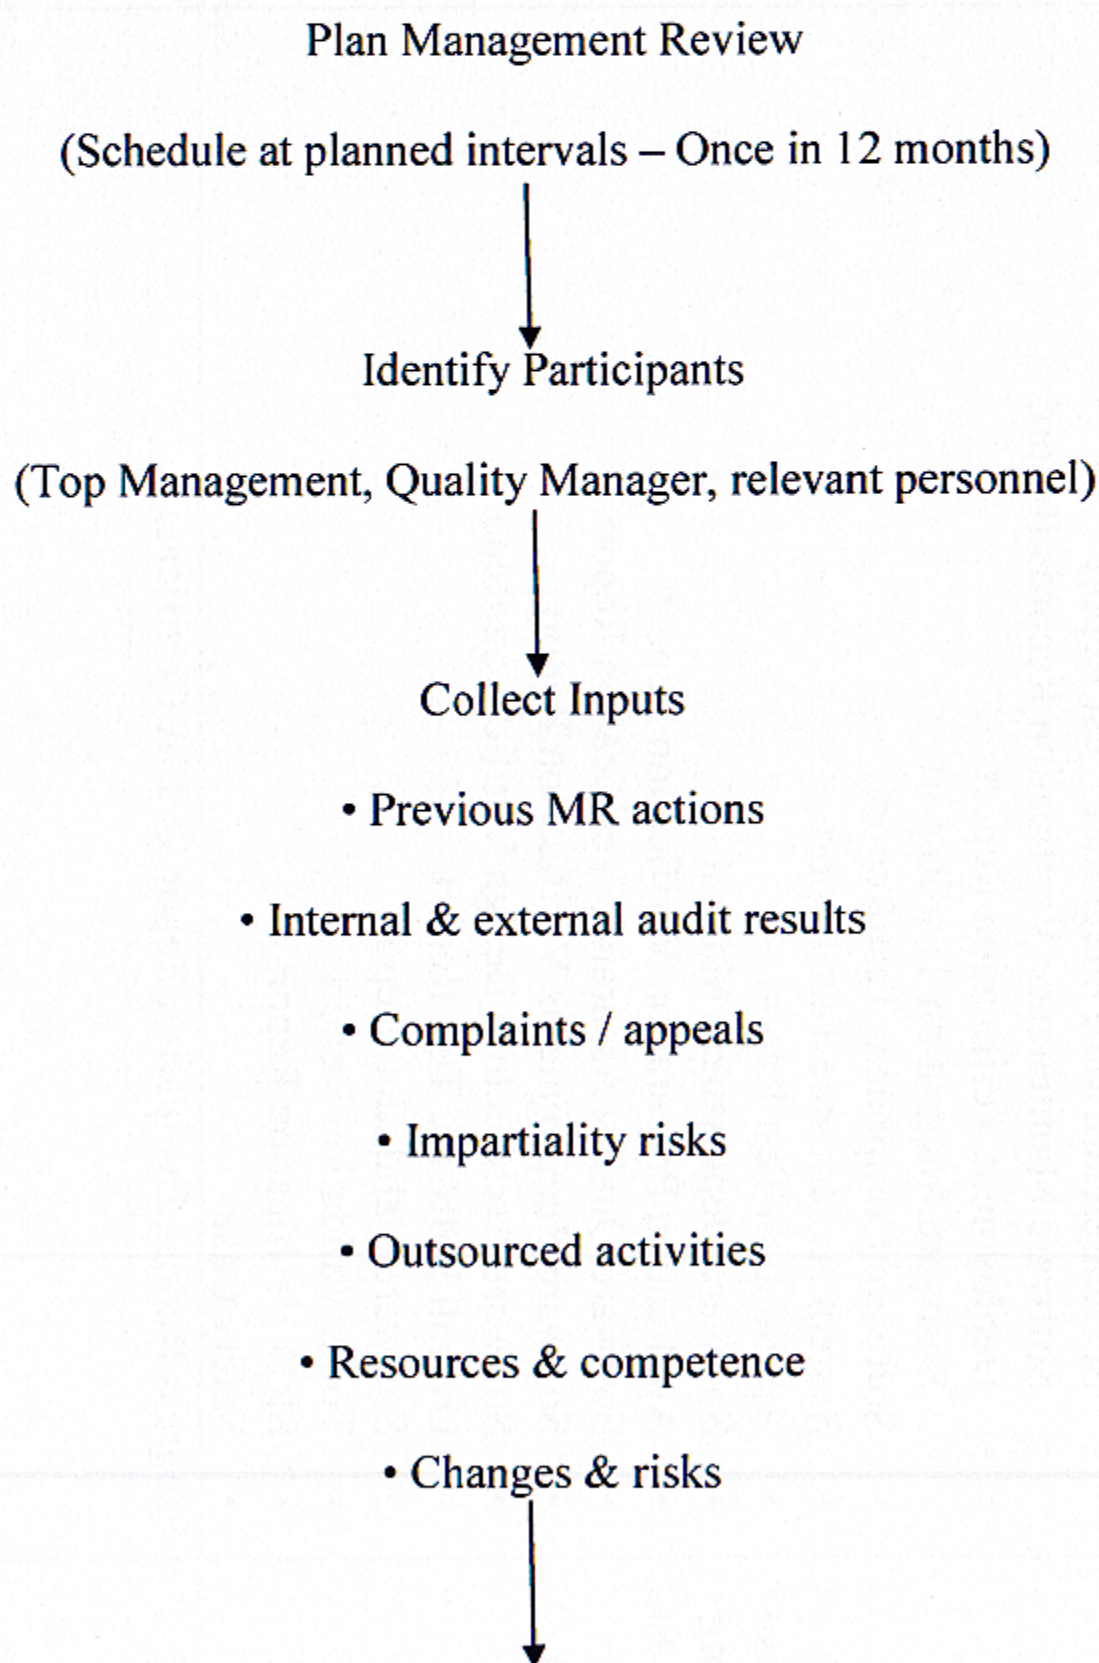 Plan Management Review
(Schedule at planned intervals – Once in 12 months)
Identify Participants
(Top Management, Quality Manager, relevant personnel)
Collect Inputs
• Previous MR actions
• Internal & external audit results
• Complaints / appeals
• Impartiality risks
• Outsourced activities
• Resources & competence
• Changes & risks